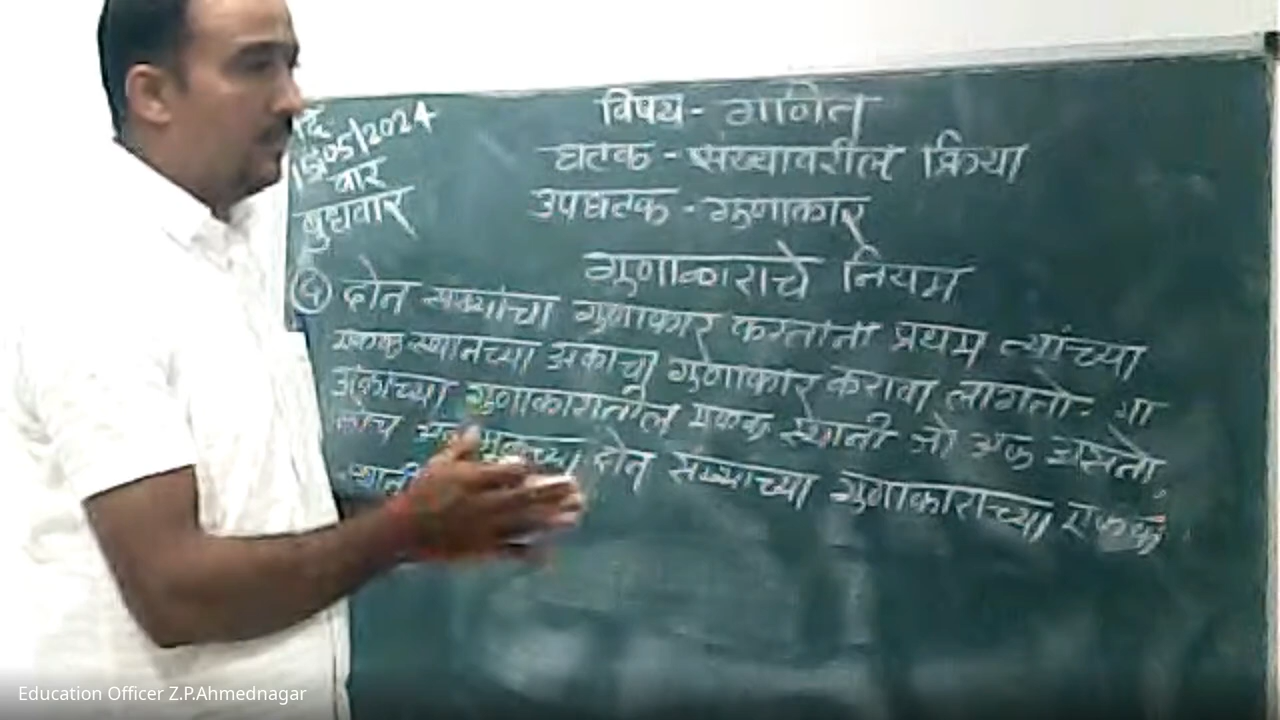 दि
15/05/2024
वार
बुधवार
विषय - गणित
घटक - संख्यावरील क्रिया
उपघटक - गुणाकार
गुणाकाराचे नियम
दोन संख्यांचा गुणाकार करताना प्रथम त्यांच्या
एकक स्थानच्या अंकाचा गुणाकार करावा लागतो. या
अंकांच्या गुणाकारातील एकक स्थानी जो अंक असतो,
तोच अंक मूळच्या दोन संख्याच्या गुणाकाराच्या एकक
स्थानी
Education Officer Z.P.Ahmednagar